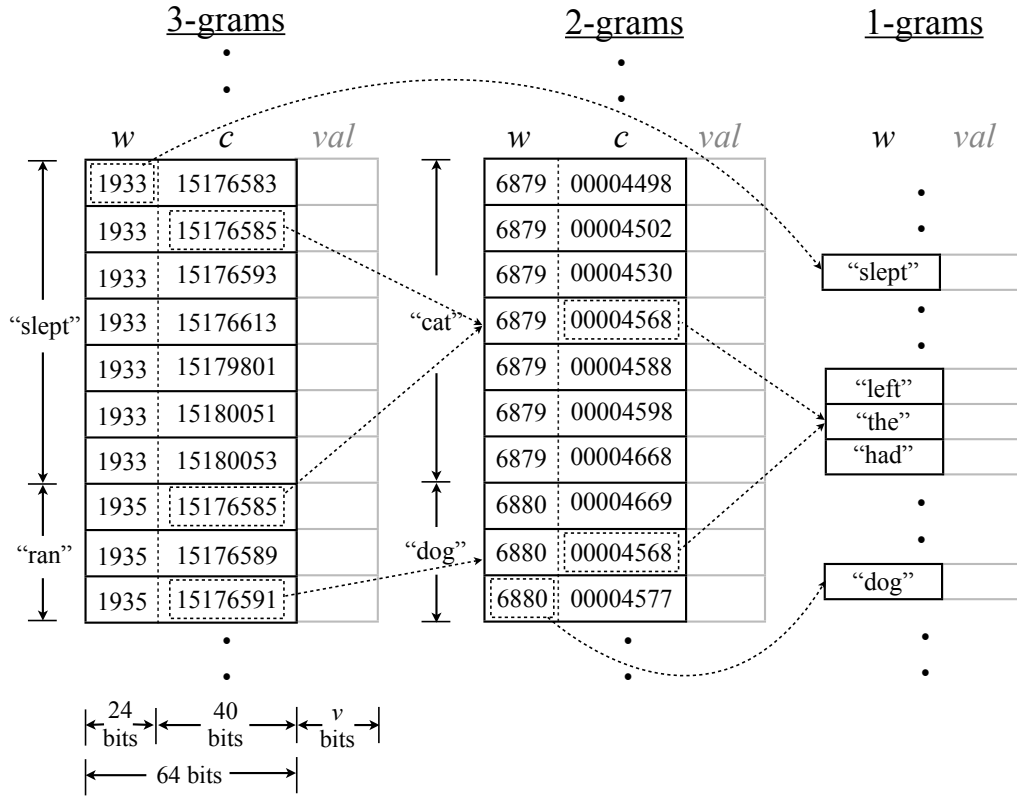 3-grams 2-grams 1-grams
w c val w c val w val
1933 15176583 6879 00004498
1933 15176585 6879 00004502
1933 15176593 6879 00004530 “slept”
“slept” 1933 15176613 “cat” 6879 00004568
1933 15179801 6879 00004588 “left”
1933 15180051 6879 00004598 “the”
1933 15180053 6879 00004668 “had”
1935 15176585 6880 00004669
“ran” 1935 15176589 “dog” 6880 00004568
1935 15176591 6880 00004577 “dog”
24 40 v
bits bits bits
64 bits